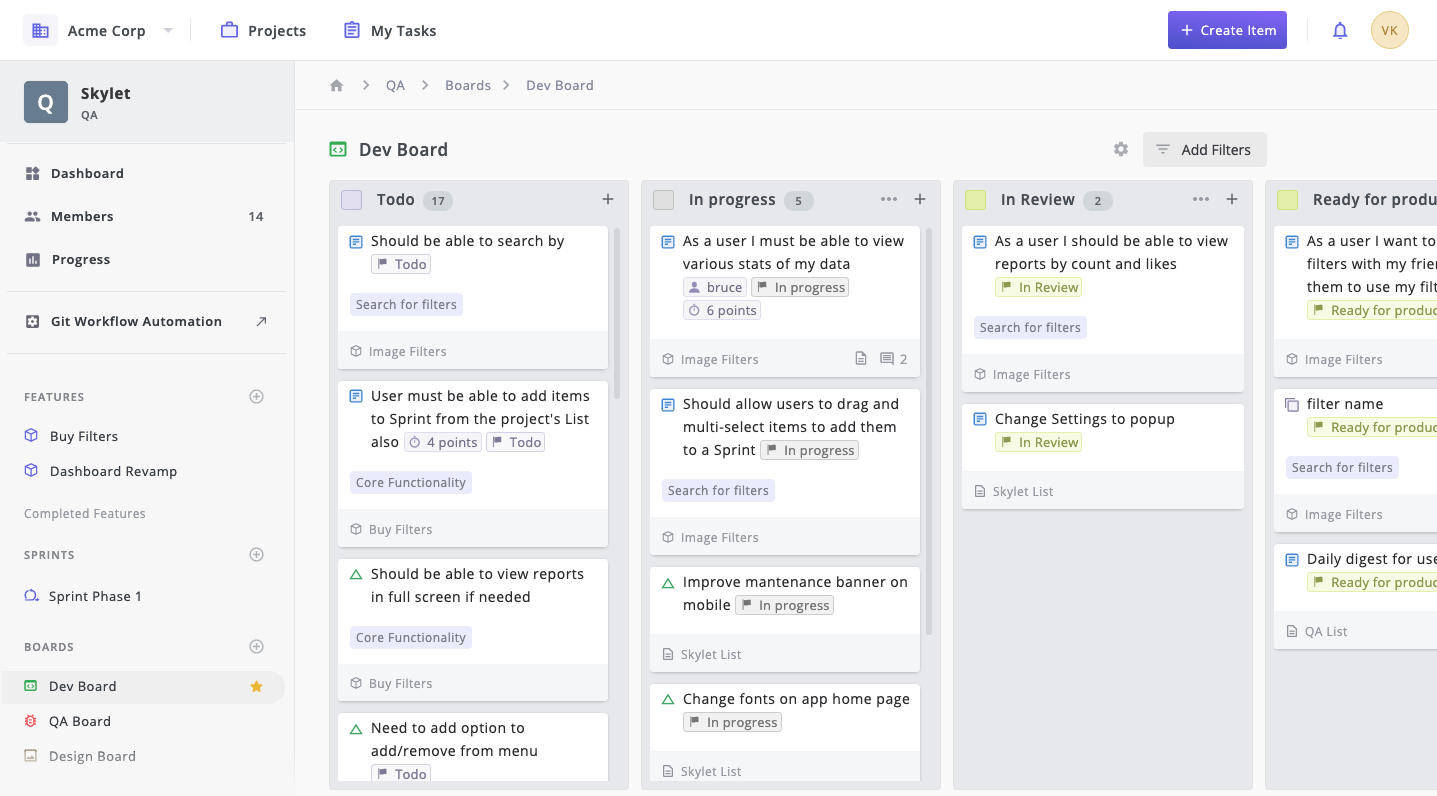 Acme Corp
Projects
My Tasks
+ Create Item
VK
Q
Skylet
QA
Dashboard
Members 14
Progress
Git Workflow Automation
FEATURES
Buy Filters
Dashboard Revamp
Completed Features
SPRINTS
Sprint Phase 1
BOARDS
Dev Board
QA Board
Design Board
QA > Boards > Dev Board
Dev Board
Add Filters
Todo 17 +
Should be able to search by
Todo
Search for filters
Image Filters
User must be able to add items
to Sprint from the project's List
also 4 points Todo
Core Functionality
Buy Filters
Should be able to view reports
in full screen if needed
Core Functionality
Buy Filters
Need to add option to
add/remove from menu
Todo
In progress 5 ... +
As a user I must be able to view
various stats of my data
bruce In progress
6 points
Image Filters 2
Should allow users to drag and
multi-select items to add them
to a Sprint In progress
Search for filters
Image Filters
Improve mantenance banner on
mobile In progress
Skylet List
Change fonts on app home page
In progress
Skylet List
In Review 2 ... +
As a user I should be able to view
reports by count and likes
In Review
Search for filters
Image Filters
Change Settings to popup
In Review
Skylet List
Ready for produ
As a user I want to
filters with my frie
them to use my filt
Ready for produc
Image Filters
filter name
Ready for produc
Search for filters
Image Filters
Daily digest for use
Ready for produc
QA List